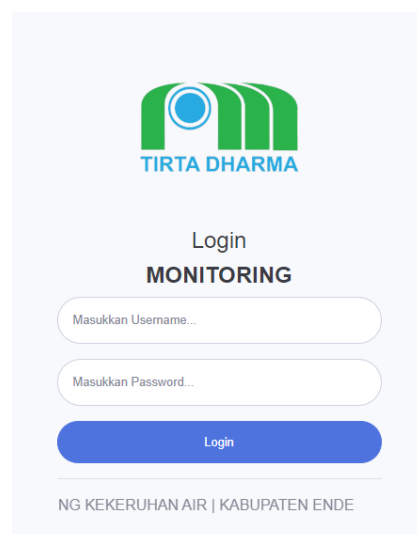 TIRTA DHARMA
Login
MONITORING
Masukkan Username...
Masukkan Password...
Login
NG KEKERUHAN AIR | KABUPATEN ENDE